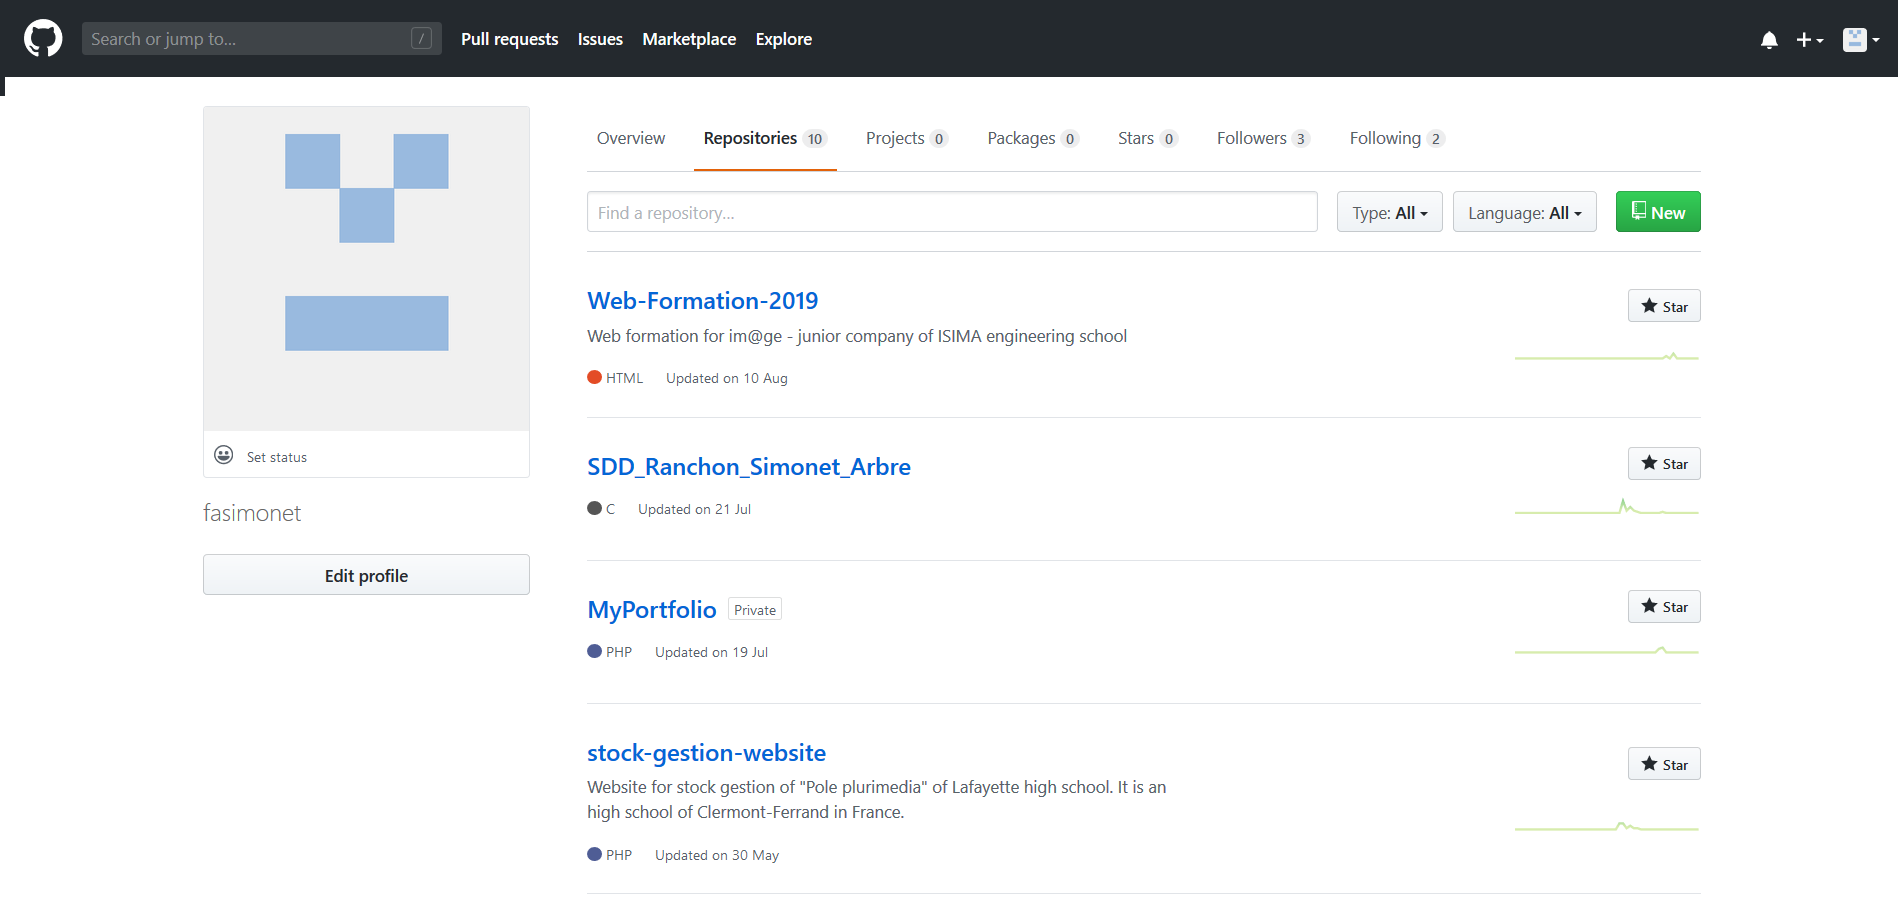 Search or jump to... /
Pull requests Issues Marketplace Explore
Overview Repositories 10 Projects 0 Packages 0 Stars 0 Followers 3 Following 2
Find a repository... Type: All Language: All New
Web-Formation-2019 Star
Web formation for im@ge - junior company of ISIMA engineering school
HTML Updated on 10 Aug
Set status
fasimonet
Edit profile
SDD_Ranchon_Simonet_Arbre Star
C Updated on 21 Jul
MyPortfolio Private Star
PHP Updated on 19 Jul
stock-gestion-website Star
Website for stock gestion of "Pole plurimedia" of Lafayette high school. It is an
high school of Clermont-Ferrand in France.
PHP Updated on 30 May